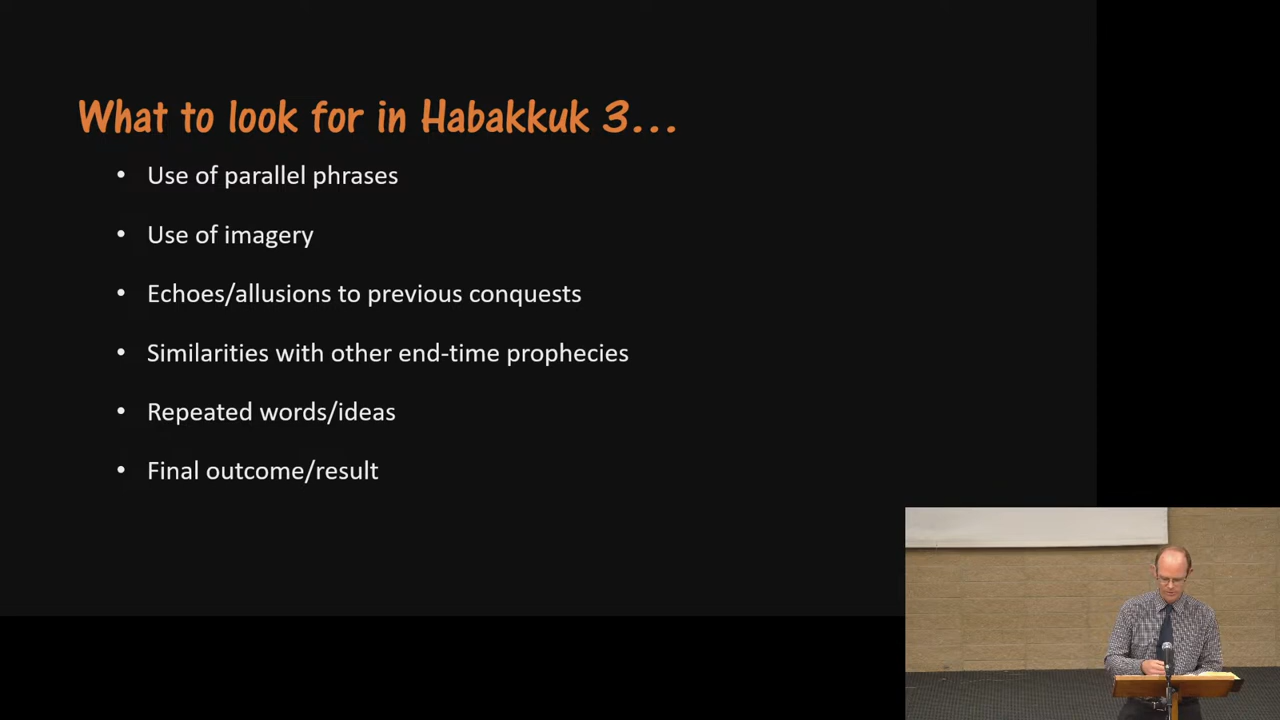 What to look for in Habakkuk 3...
• Use of parallel phrases
• Use of imagery
• Echoes/allusions to previous conquests
• Similarities with other end-time prophecies
• Repeated words/ideas
• Final outcome/result